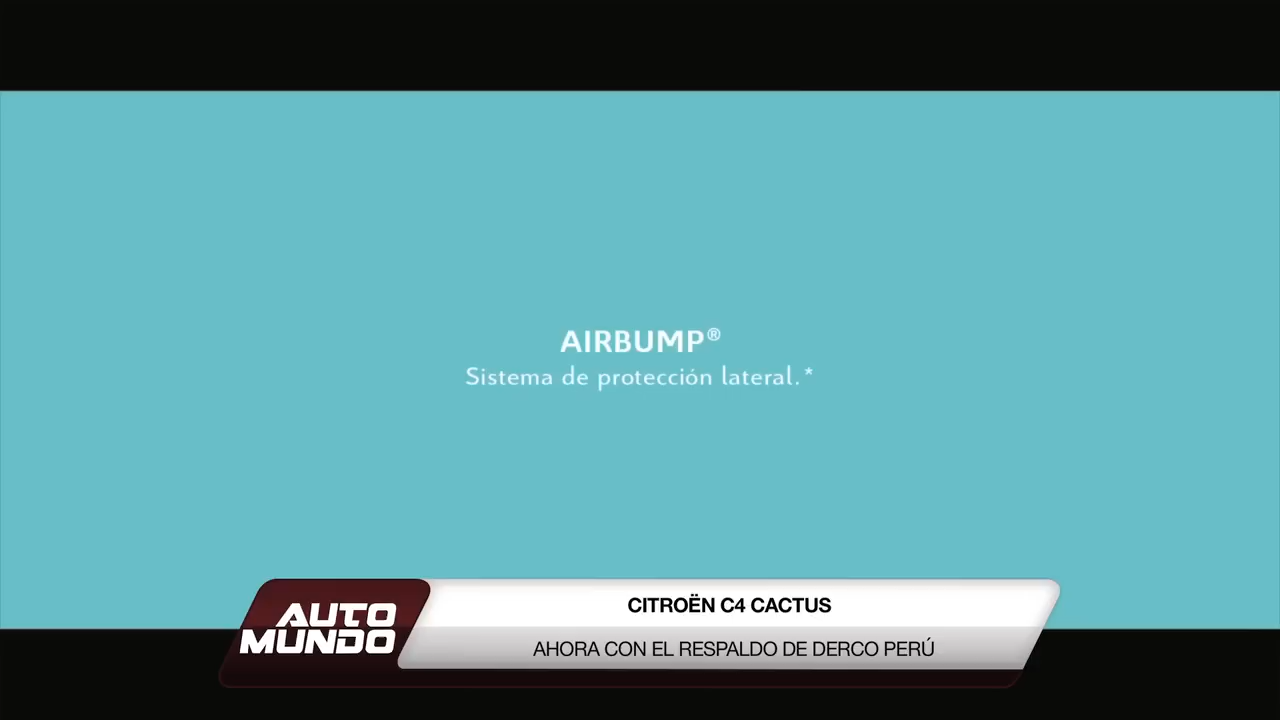 AIRBUMP®
Sistema de protección lateral.*
AUTO
MUNDO
CITROËN C4 CACTUS
AHORA CON EL RESPALDO DE DERCO PERÚ